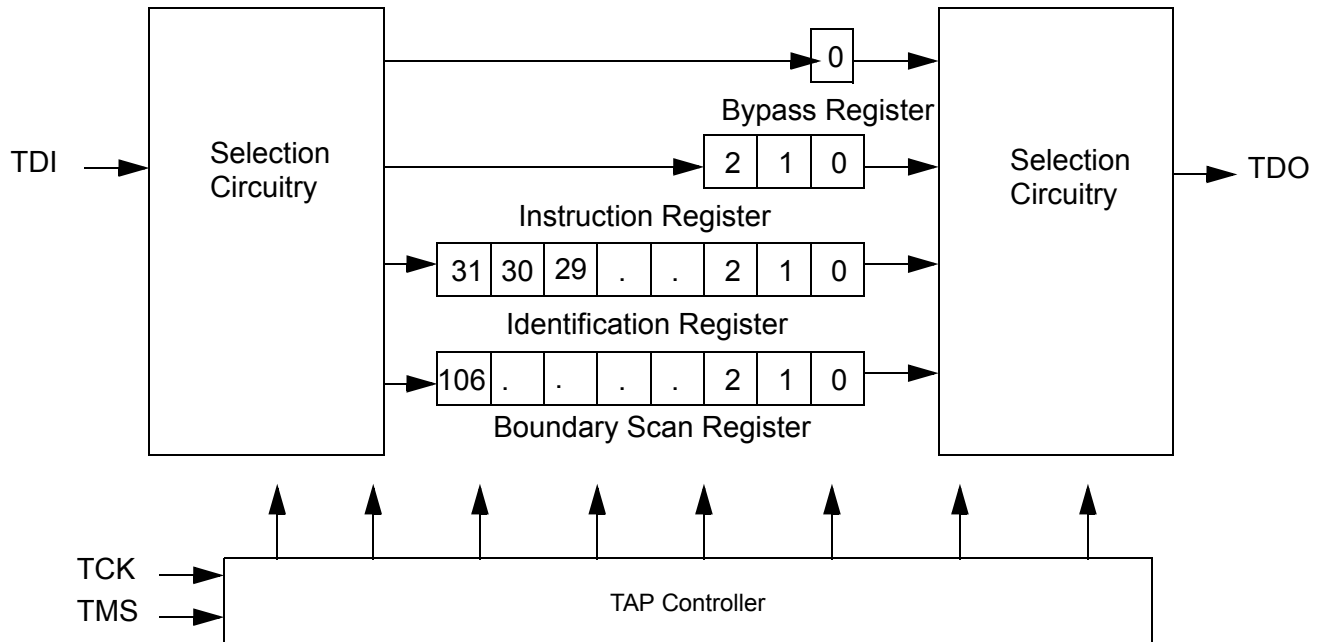 0
Bypass Register
TDI
Selection
Circuitry
2 1 0
Selection
Circuitry
TDO
Instruction Register
31 30 29 . . 2 1 0
Identification Register
106 . . . . 2 1 0
Boundary Scan Register
TCK
TMS
TAP Controller